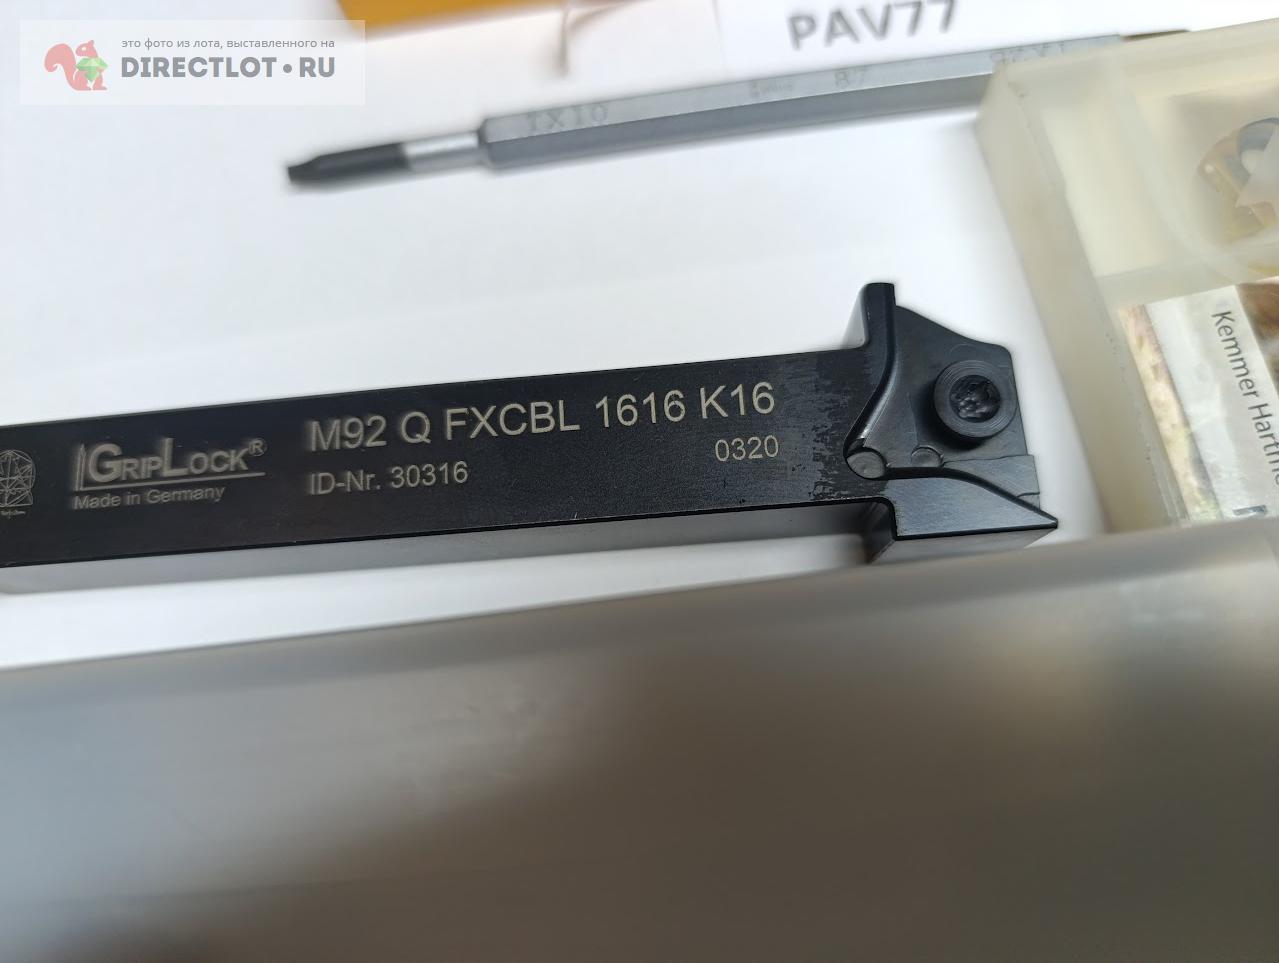 это фото из лота, выставленного на
DIRECTLOT.RU
PAV77
TX10
87
GRIPLOCK®
Made in Germany
M92 Q FXCBL 1616 K16
ID-Nr. 30316
0320
Kemmer